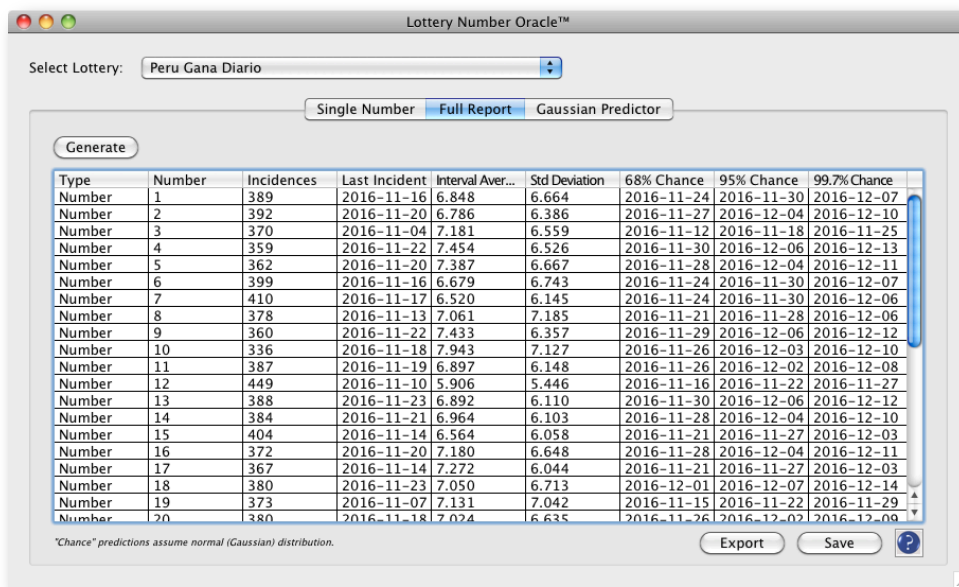 Lottery Number Oracle™
Select Lottery: Peru Gana Diario
Single Number Full Report Gaussian Predictor
Generate
Type Number Incidences Last Incident Interval Aver... Std Deviation 68% Chance 95% Chance 99.7% Chance
Number 1 389 2016-11-16 6.848 6.664 2016-11-24 2016-11-30 2016-12-07
Number 2 392 2016-11-20 6.786 6.386 2016-11-27 2016-12-04 2016-12-10
Number 3 370 2016-11-04 7.181 6.559 2016-11-12 2016-11-18 2016-11-25
Number 4 359 2016-11-22 7.454 6.526 2016-11-30 2016-12-06 2016-12-13
Number 5 362 2016-11-20 7.387 6.667 2016-11-28 2016-12-04 2016-12-11
Number 6 399 2016-11-16 6.679 6.743 2016-11-24 2016-11-30 2016-12-07
Number 7 410 2016-11-17 6.520 6.145 2016-11-24 2016-11-30 2016-12-06
Number 8 378 2016-11-13 7.061 7.185 2016-11-21 2016-11-28 2016-12-06
Number 9 360 2016-11-22 7.433 6.357 2016-11-29 2016-12-06 2016-12-12
Number 10 336 2016-11-18 7.943 7.127 2016-11-26 2016-12-03 2016-12-10
Number 11 387 2016-11-19 6.897 6.148 2016-11-26 2016-12-02 2016-12-08
Number 12 449 2016-11-10 5.906 5.446 2016-11-16 2016-11-22 2016-11-27
Number 13 388 2016-11-23 6.892 6.110 2016-11-30 2016-12-06 2016-12-12
Number 14 384 2016-11-21 6.964 6.103 2016-11-28 2016-12-04 2016-12-10
Number 15 404 2016-11-14 6.564 6.058 2016-11-21 2016-11-27 2016-12-03
Number 16 372 2016-11-20 7.180 6.648 2016-11-28 2016-12-04 2016-12-11
Number 17 367 2016-11-14 7.272 6.044 2016-11-21 2016-11-27 2016-12-03
Number 18 380 2016-11-23 7.050 6.713 2016-12-01 2016-12-07 2016-12-14
Number 19 373 2016-11-07 7.131 7.042 2016-11-15 2016-11-22 2016-11-29
Number 20 380 2016-11-18 7.024 6.635 2016-11-26 2016-12-02 2016-12-09
"Chance" predictions assume normal (Gaussian) distribution.
Export Save ?